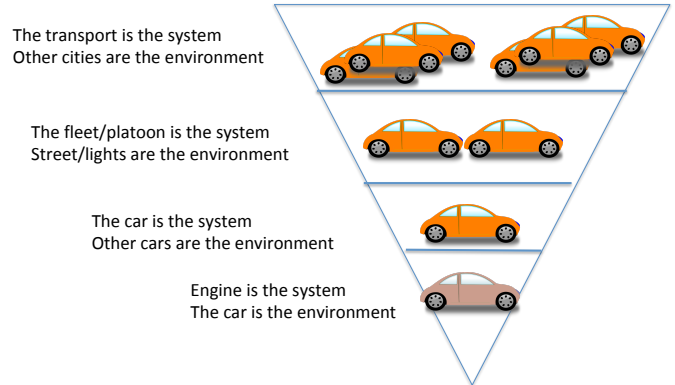 The transport is the system
Other cities are the environment
The fleet/platoon is the system
Street/lights are the environment
The car is the system
Other cars are the environment
Engine is the system
The car is the environment